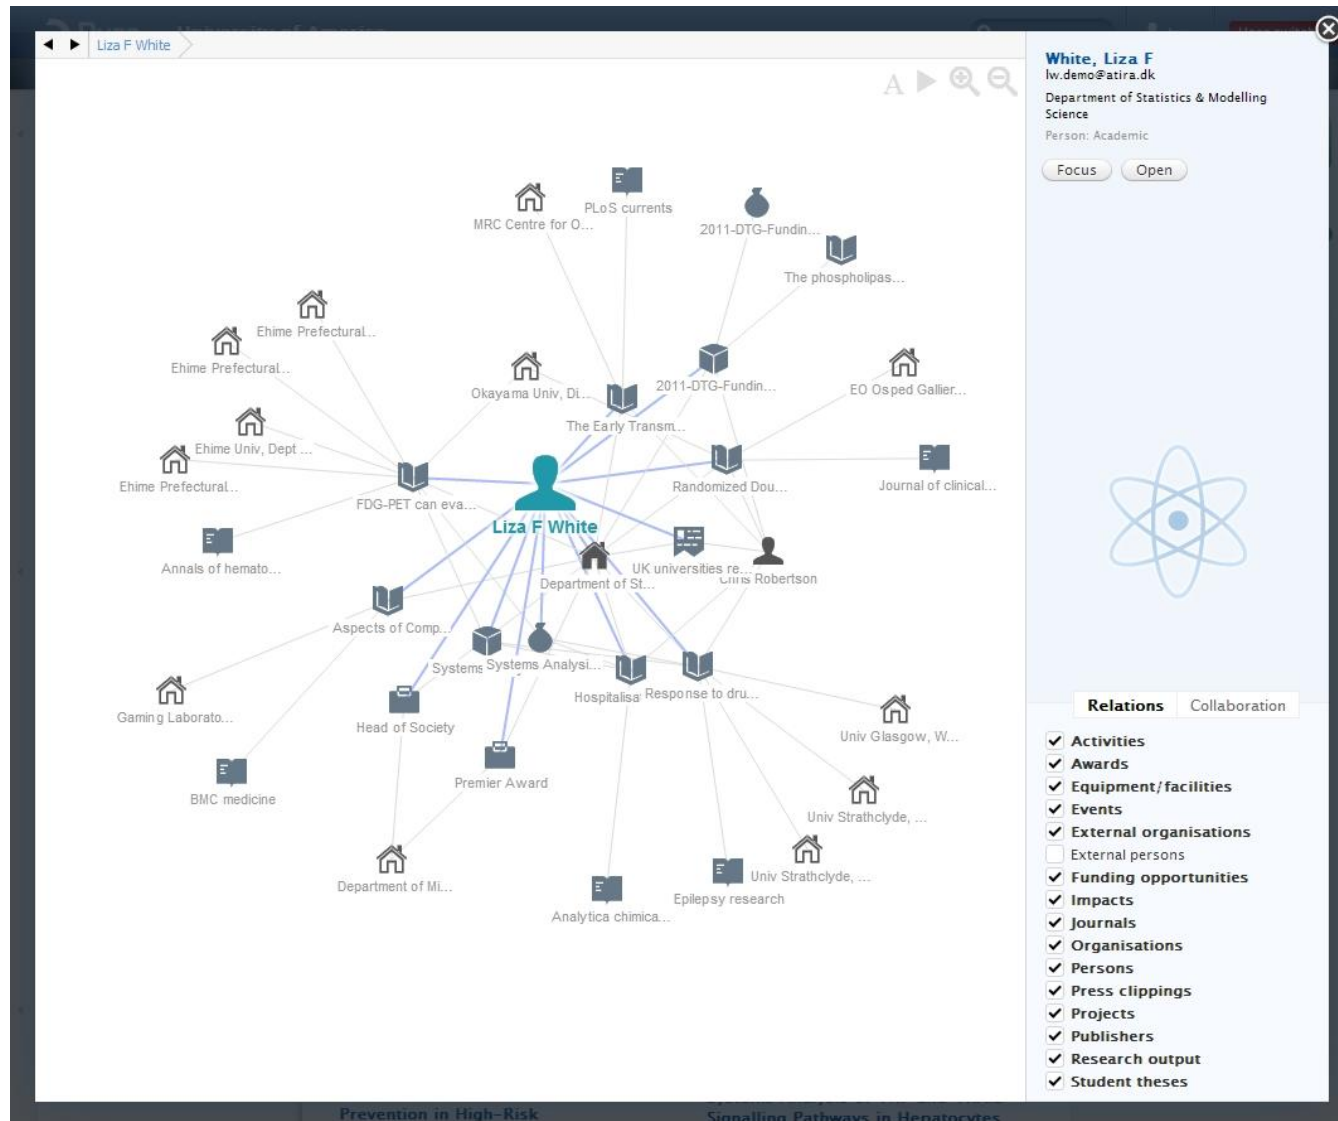 Liza F White
A
White, Liza F
lw.demo@atira.dk
Department of Statistics & Modelling
Science
Person: Academic
Focus Open
MRC Centre for O...
PLoS currents
2011-DTG-Fundin...
The phospholipas...
Ehime Prefectural...
Ehime Prefectural...
Okayama Univ, Di...
2011-DTG-Fundin...
EO Osped Gallier...
The Early Transm...
Ehime Univ, Dept ...
Ehime Prefectural...
FDG-PET can eva...
Randomized Dou...
Journal of clinical...
Liza F White
Annals of hemato...
Department of St...
UK universities re...
Chris Robertson
Aspects of Comp...
Systems
Systems Analysi...
Hospitalisa
Response to dru...
Gaming Laborato...
Head of Society
Univ Glasgow, W...
Premier Award
BMC medicine
Univ Strathclyde, ...
Department of Mi...
Univ Strathclyde, ...
Epilepsy research
Analytica chimica...
Relations Collaboration
Activities
Awards
Equipment/facilities
Events
External organisations
External persons
Funding opportunities
Impacts
Journals
Organisations
Persons
Press clippings
Projects
Publishers
Research output
Student theses
Prevention in High-Risk
Signalling Pathways in Hepatocytes